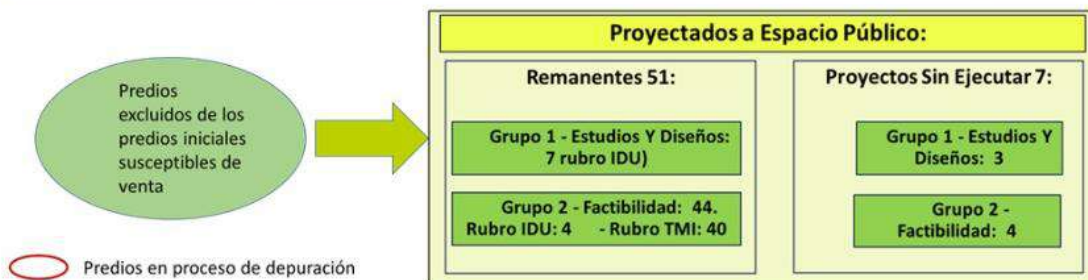 Predios
excluidos de los
predios iniciales
susceptibles de
venta
Predios en proceso de depuración
Proyectados a Espacio Público:
Remanentes 51:
Grupo 1 - Estudios Y Diseños:
7 rubro IDU)
Grupo 2 - Factibilidad: 44.
Rubro IDU: 4 - Rubro TMI: 40
Proyectos Sin Ejecutar 7:
Grupo 1 - Estudios Y
Diseños: 3
Grupo 2 -
Factibilidad: 4